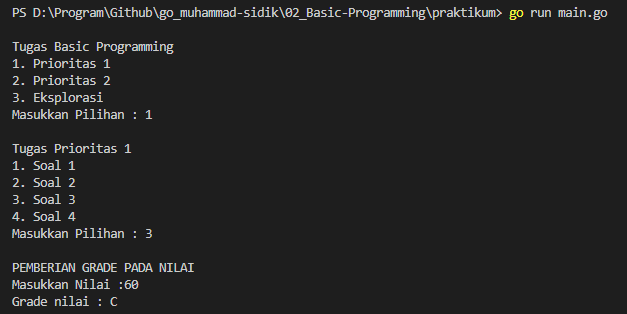 PS D:\Program\Github\go_muhammad-sidik\02_Basic-Programming\praktikum> go run main.go
Tugas Basic Programming
1. Prioritas 1
2. Prioritas 2
3. Eksplorasi
Masukkan Pilihan : 1
Tugas Prioritas 1
1. Soal 1
2. Soal 2
3. Soal 3
4. Soal 4
Masukkan Pilihan : 3
PEMBERIAN GRADE PADA NILAI
Masukkan Nilai :60
Grade nilai : C